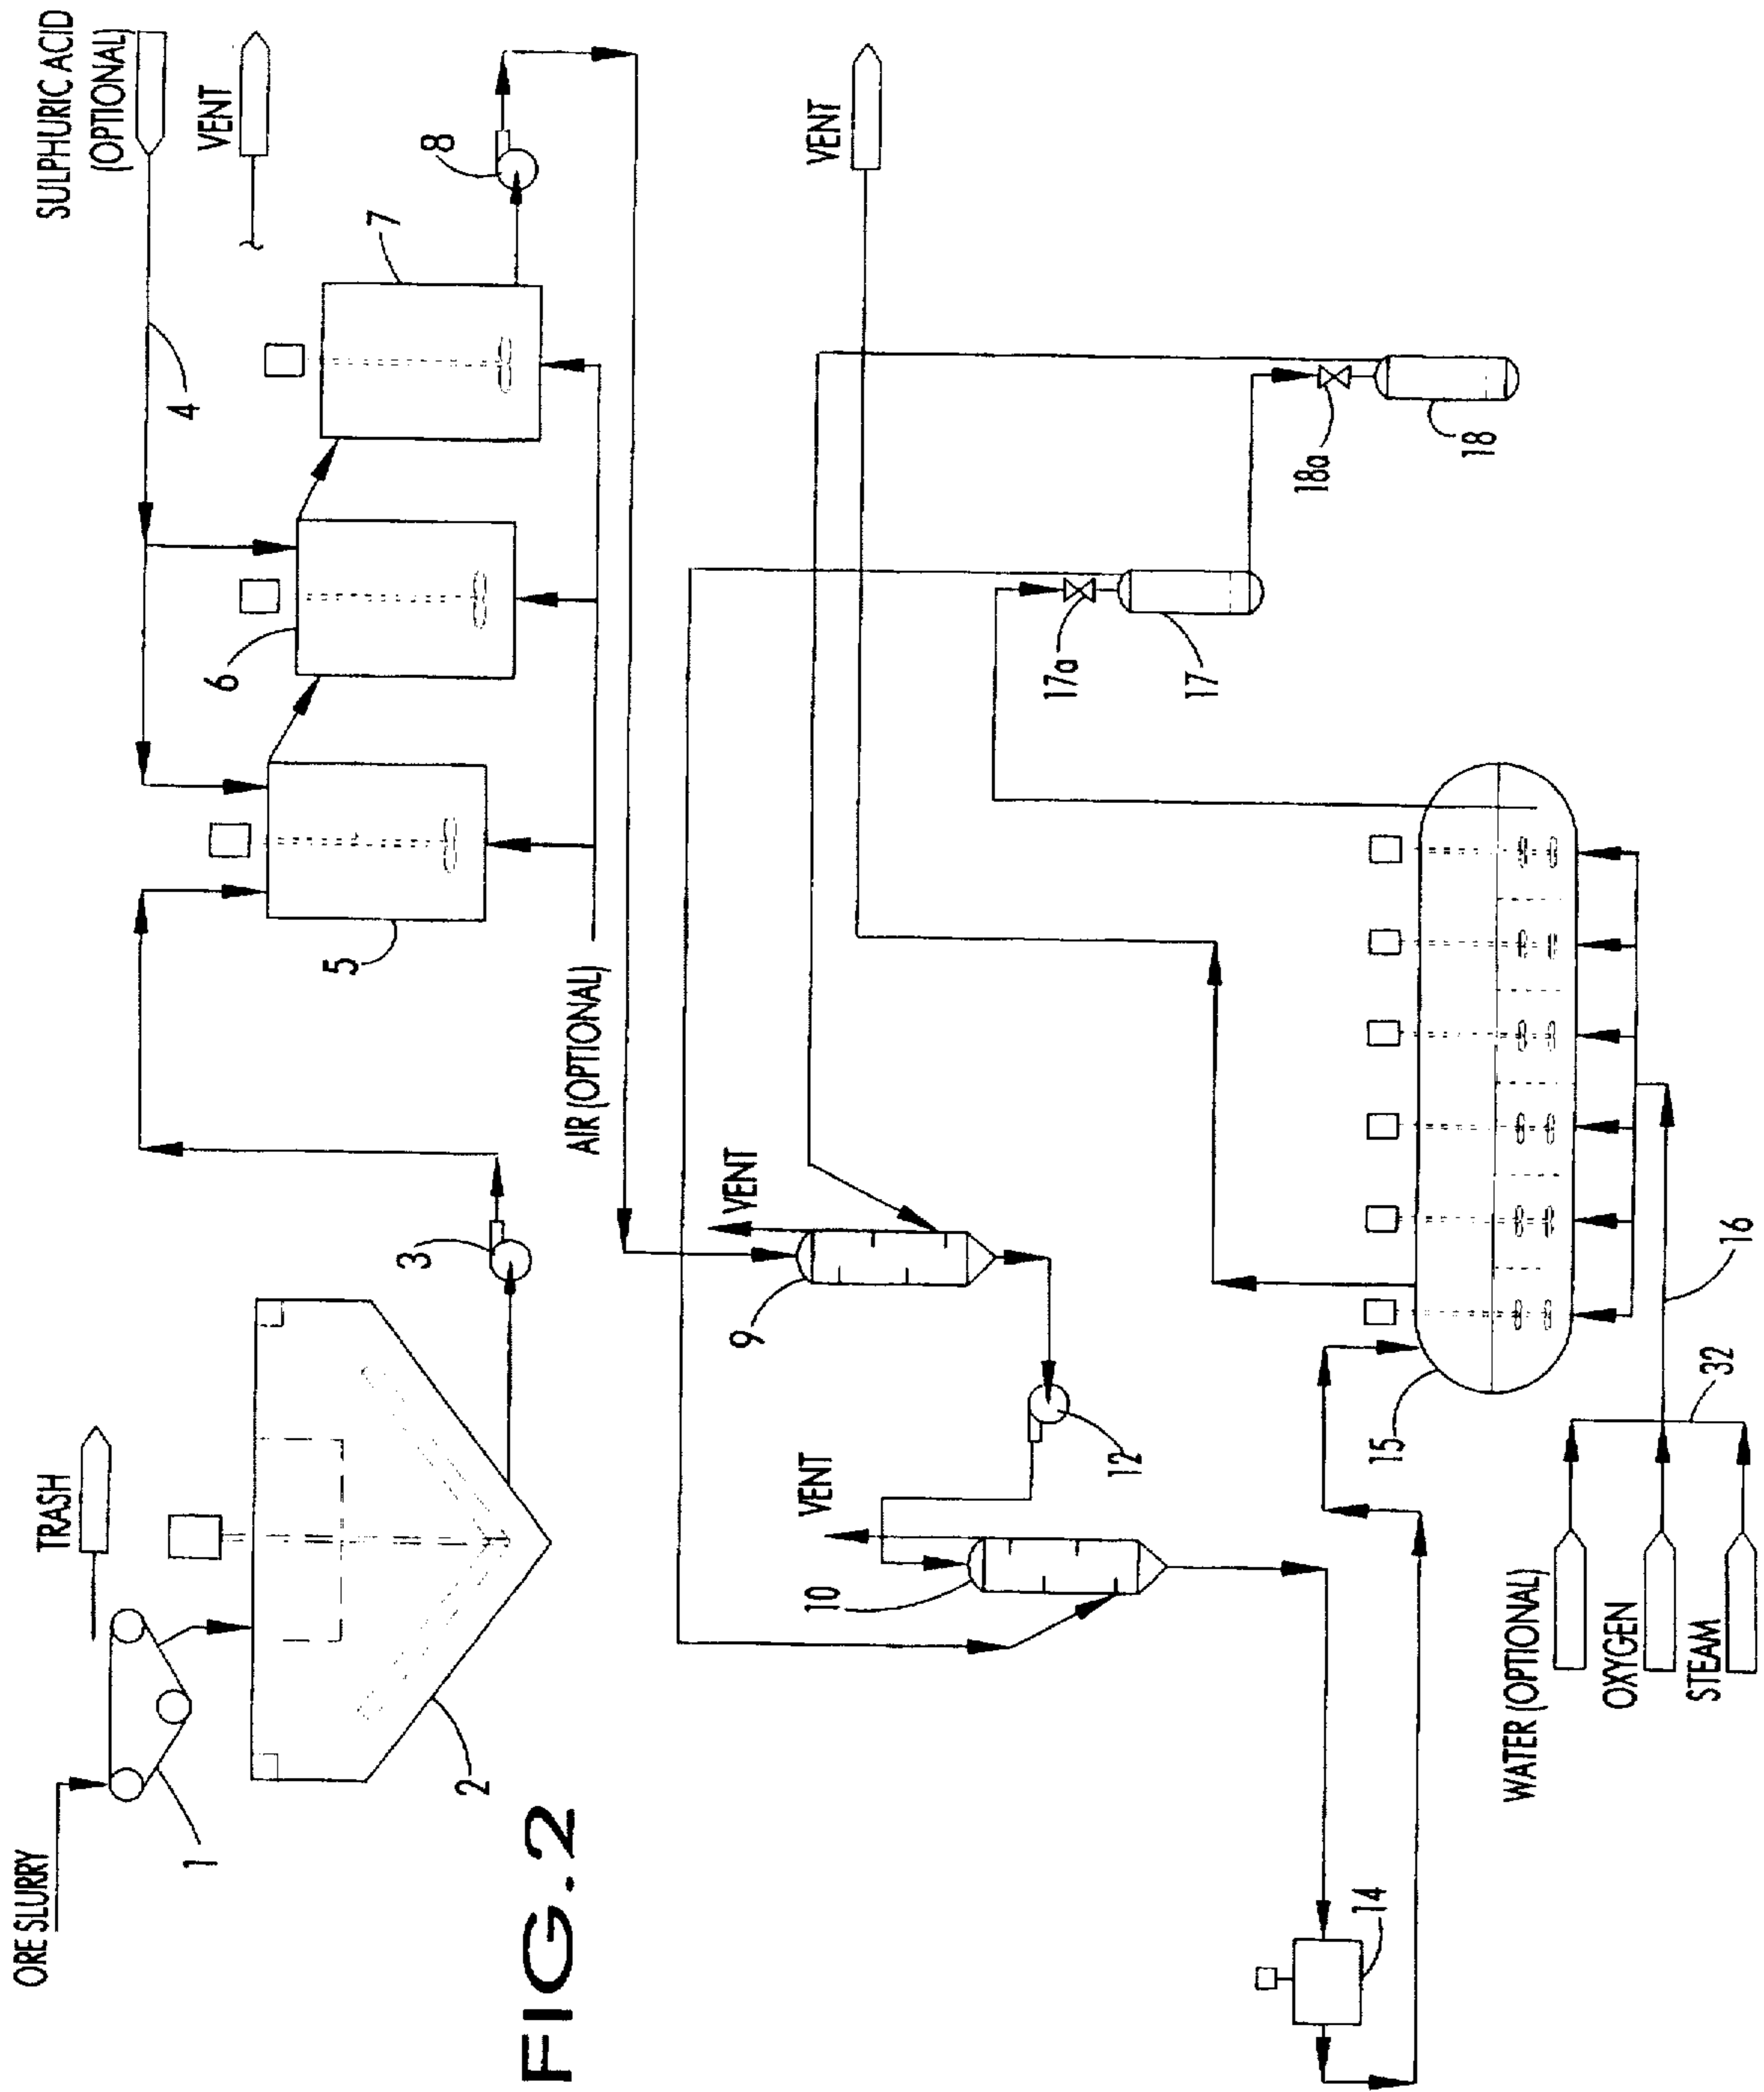 SULPHURIC ACID
(OPTIONAL)
VENT
4
5
6
7
8
TRASH
ORE SLURRY
1
2
3
AIR (OPTIONAL)
VENT
9
VENT
10
12
VENT
14
15
16
17a
17
18a
18
32
WATER (OPTIONAL)
OXYGEN
STEAM
FIG.2